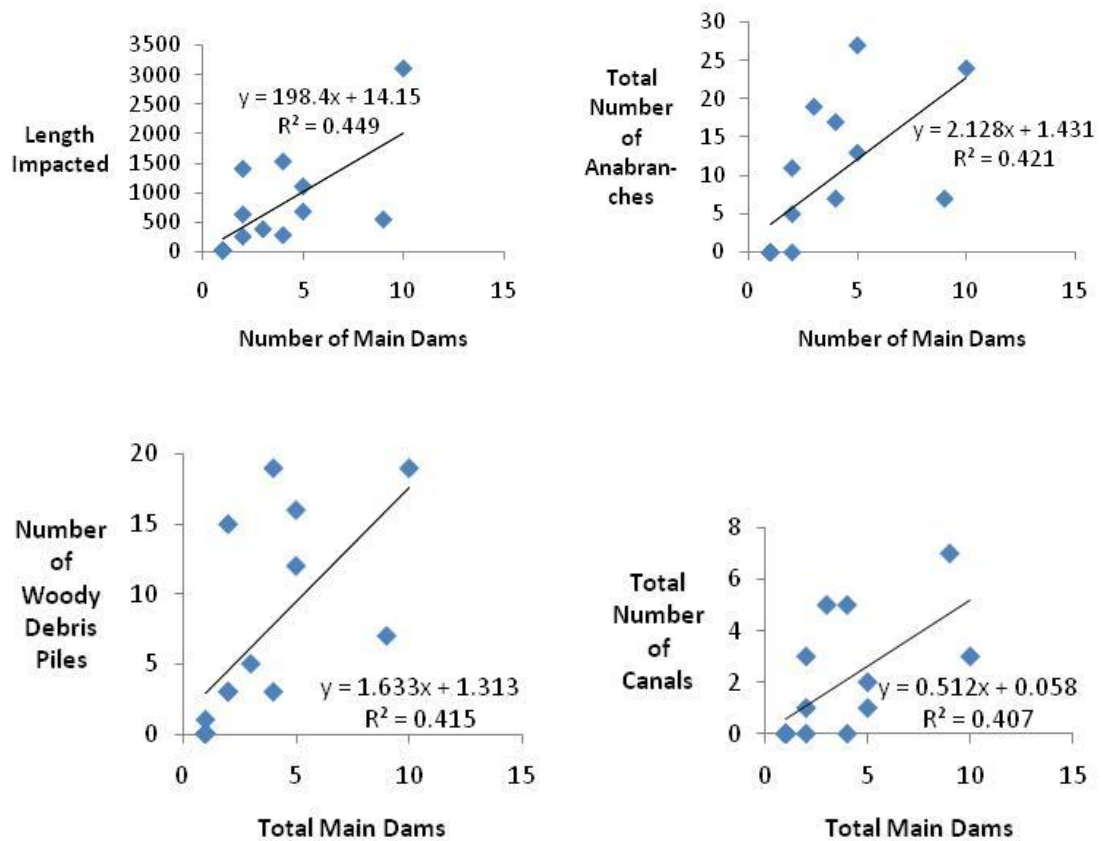 3500
3000
2500
2000
1500
1000
500
0
Length
Impacted
y = 198.4x + 14.15
R² = 0.449
0 5 10 15
Number of Main Dams
30
25
20
15
10
5
0
Total
Number
of
Anabran-
ches
y = 2.128x + 1.431
R² = 0.421
0 5 10 15
Number of Main Dams
20
15
10
5
0
Number
of
Woody
Debris
Piles
y = 1.633x + 1.313
R² = 0.415
0 5 10 15
Total Main Dams
8
6
4
2
0
Total
Number
of
Canals
y = 0.512x + 0.058
R² = 0.407
0 5 10 15
Total Main Dams